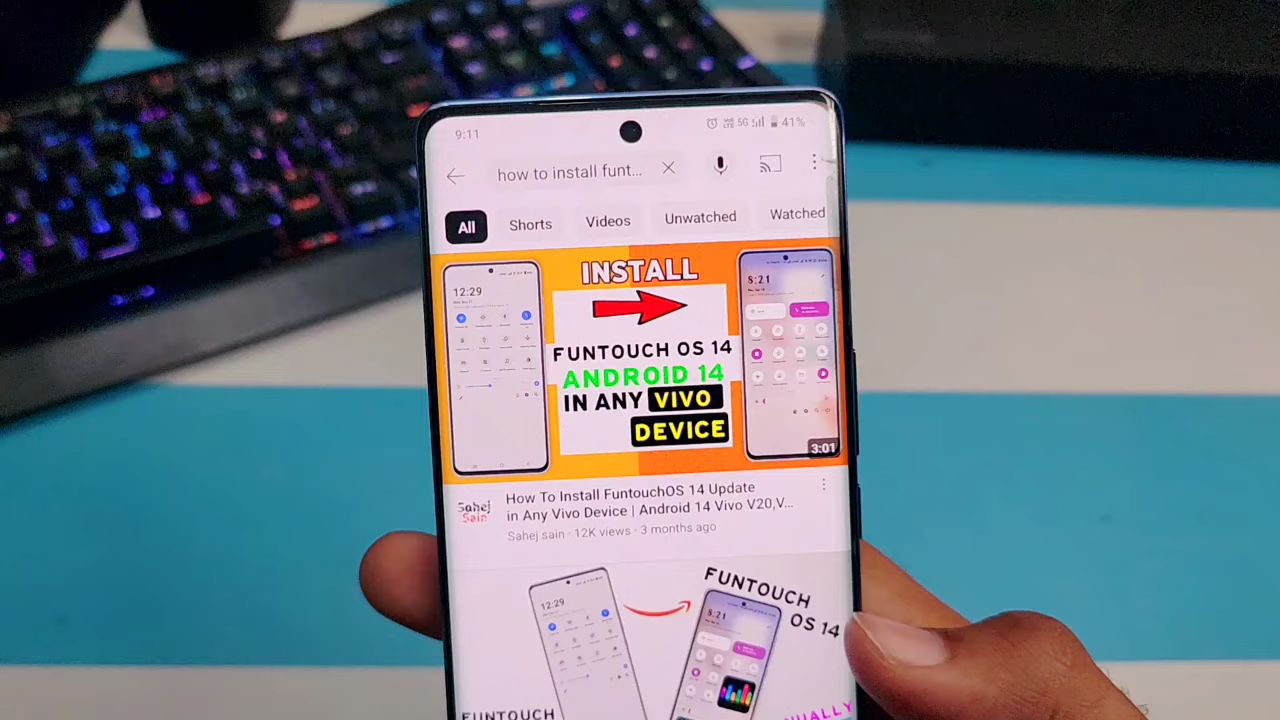 9:11
5G 41%
how to install funt...
All Shorts Videos Unwatched Watched
12:29
INSTALL
8:21
FUNTOUCH OS 14
ANDROID 14
IN ANY VIVO
DEVICE
3:01
Sahej
Sain
How To Install FuntouchOS 14 Update
in Any Vivo Device | Android 14 Vivo V20,V...
Sahej sain · 12K views · 3 months ago
12:29
8:21
FUNTOUCH
OS 14
FUNTOUCH